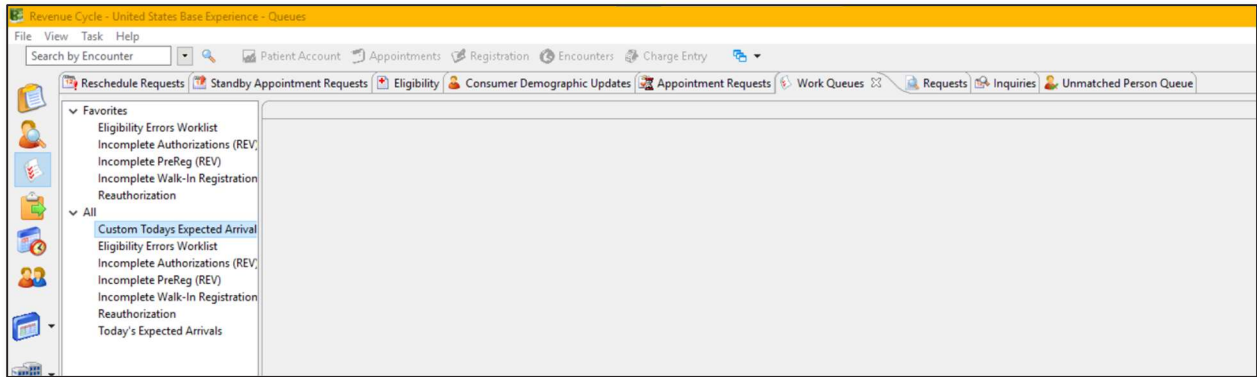 Revenue Cycle - United States Base Experience - Queues
File View Task Help
Search by Encounter Patient Account Appointments Registration Encounters Charge Entry
Reschedule Requests Standby Appointment Requests Eligibility Consumer Demographic Updates Appointment Requests Work Queues Requests Inquiries Unmatched Person Queue
Favorites
Eligibility Errors Worklist
Incomplete Authorizations (REV)
Incomplete PreReg (REV)
Incomplete Walk-In Registration
Reauthorization
All
Custom Todays Expected Arrival
Eligibility Errors Worklist
Incomplete Authorizations (REV)
Incomplete PreReg (REV)
Incomplete Walk-In Registration
Reauthorization
Today's Expected Arrivals